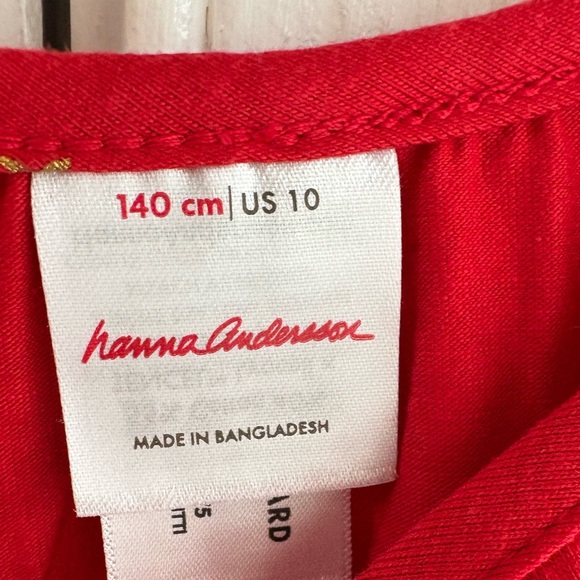 140 cm | US 10
hanna andersson
MADE IN BANGLADESH